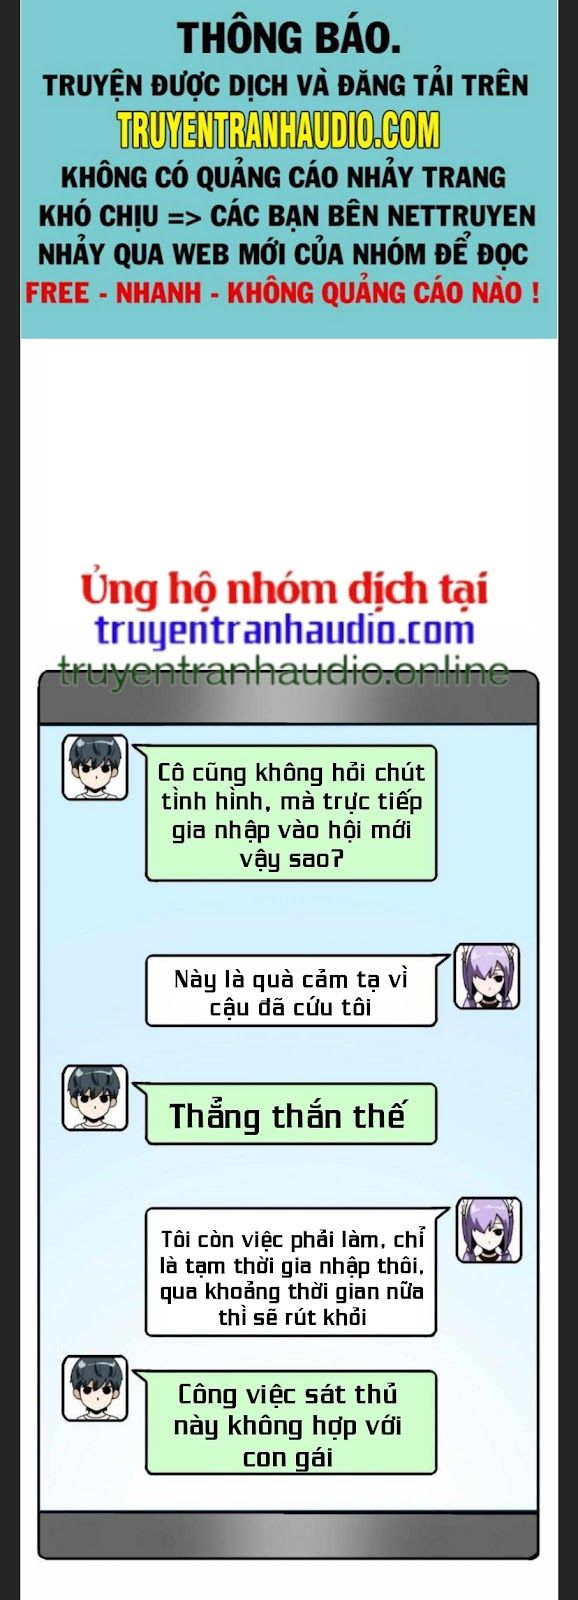 THÔNG BÁO.
TRUYỆN ĐƯỢC DỊCH VÀ ĐĂNG TẢI TRÊN
TRUYENTRANHAUDIO.COM
KHÔNG CÓ QUẢNG CÁO NHẢY TRANG
KHÓ CHỊU => CÁC BẠN BÊN NETTRUYEN
NHẢY QUA WEB MỚI CỦA NHÓM ĐỂ ĐỌC
FREE - NHANH - KHÔNG QUẢNG CÁO NÀO !
Ủng hộ nhóm dịch tại
truyentranhaudio.com
truyentranhaudio.online
Cô cũng không hỏi chút
tình hình, mà trực tiếp
gia nhập vào hội mới
vậy sao?
Này là quà cảm tạ vì
cậu đã cứu tôi
Thẳng thắn thế
Tôi còn việc phải làm, chỉ
là tạm thời gia nhập thôi,
qua khoảng thời gian nữa
thì sẽ rút khỏi
Công việc sát thủ
này không hợp với
con gái